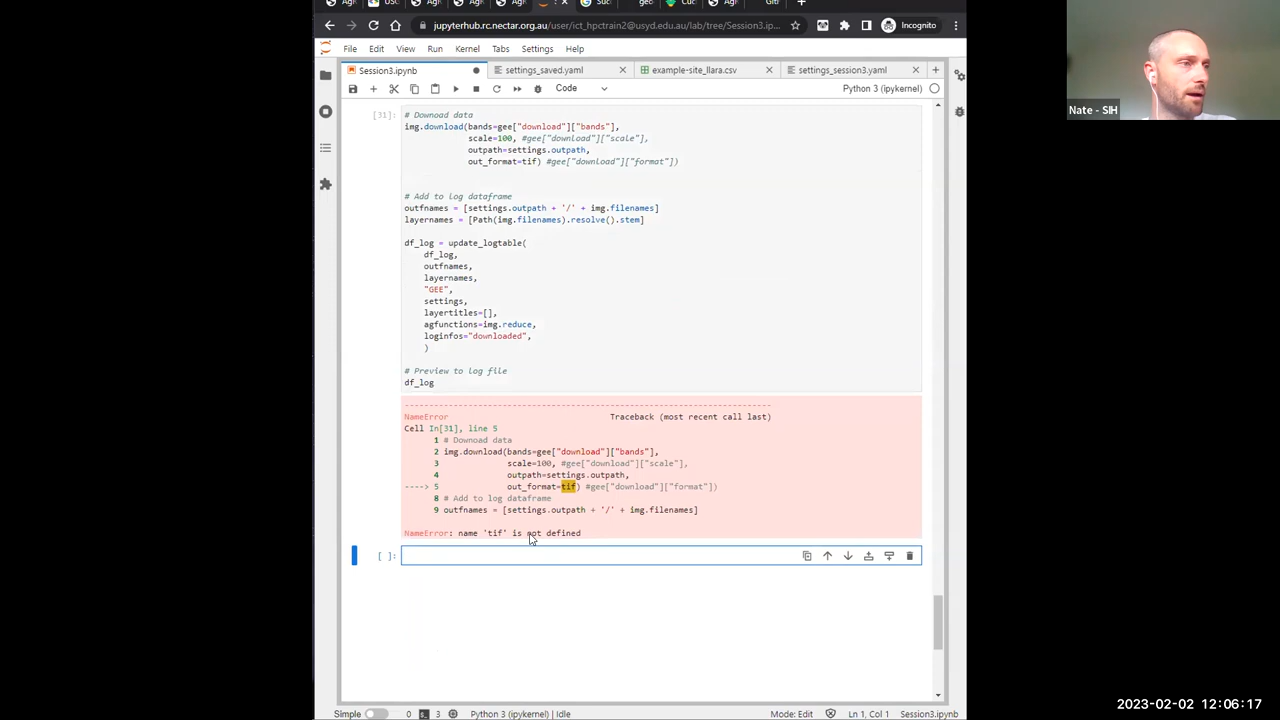 jupyterhub.rc.nectar.org.au/user/ict_hpctrain2@usyd.edu.au/lab/tree/Session3.ip
Incognito
File Edit View Run Kernel Tabs Settings Help
Session3.ipynb settings_saved.yaml example-site_llara.csv settings_session3.yaml
Code Python 3 (ipykernel)
[31]:
# Downoad data
img.download(bands=gee["download"]["bands"],
scale=100, #gee["download"]["scale"],
outpath=settings.outpath,
out_format=tif) #gee["download"]["format"])
# Add to log dataframe
outfnames = [settings.outpath + '/' + img.filenames]
layernames = [Path(img.filenames).resolve().stem]
df_log = update_logtable(
df_log,
outfnames,
layernames,
"GEE",
settings,
layertitles=[],
agfunctions=img.reduce,
loginfos="downloaded",
)
# Preview to log file
df_log
---------------------------------------------------------------------------
NameError Traceback (most recent call last)
Cell In[31], line 5
1 # Downoad data
2 img.download(bands=gee["download"]["bands"],
3 scale=100, #gee["download"]["scale"],
4 outpath=settings.outpath,
----> 5 out_format=tif) #gee["download"]["format"])
8 # Add to log dataframe
9 outfnames = [settings.outpath + '/' + img.filenames]
NameError: name 'tif' is not defined
[ ]:
Simple 0 3 Python 3 (ipykernel) | Idle Mode: Edit Ln 1, Col 1 Session3.ipynb
Nate - SIH
2023-02-02 12:06:17